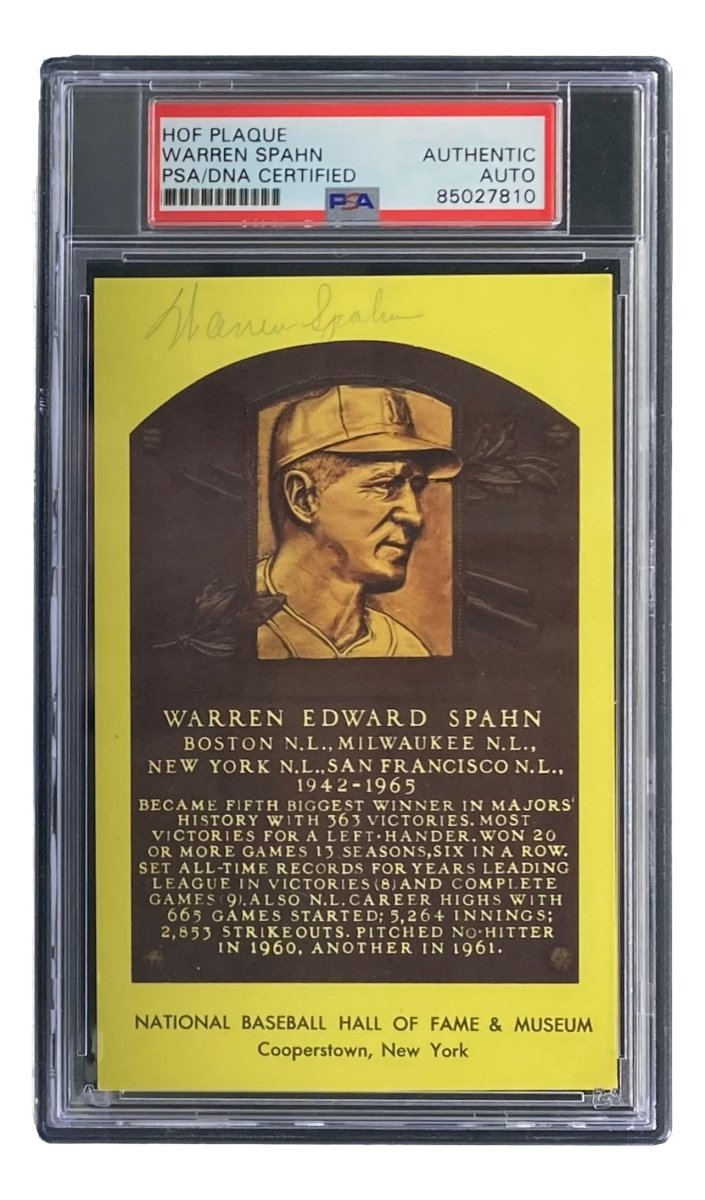 HOF PLAQUE
WARREN SPAHN AUTHENTIC
PSA/DNA CERTIFIED AUTO
PSA 85027810
Warren Spahn
WARREN EDWARD SPAHN
BOSTON N.L., MILWAUKEE N.L.,
NEW YORK N.L., SAN FRANCISCO N.L.,
1942-1965
BECAME FIFTH BIGGEST WINNER IN MAJORS'
HISTORY WITH 363 VICTORIES. MOST
VICTORIES FOR A LEFT-HANDER. WON 20
OR MORE GAMES 13 SEASONS, SIX IN A ROW.
SET ALL-TIME RECORDS FOR YEARS LEADING
LEAGUE IN VICTORIES (8) AND COMPLETE
GAMES (9). ALSO N.L. CAREER HIGHS WITH
665 GAMES STARTED; 5,264 INNINGS;
2,853 STRIKEOUTS. PITCHED NO-HITTER
IN 1960, ANOTHER IN 1961.
NATIONAL BASEBALL HALL OF FAME & MUSEUM
Cooperstown, New York